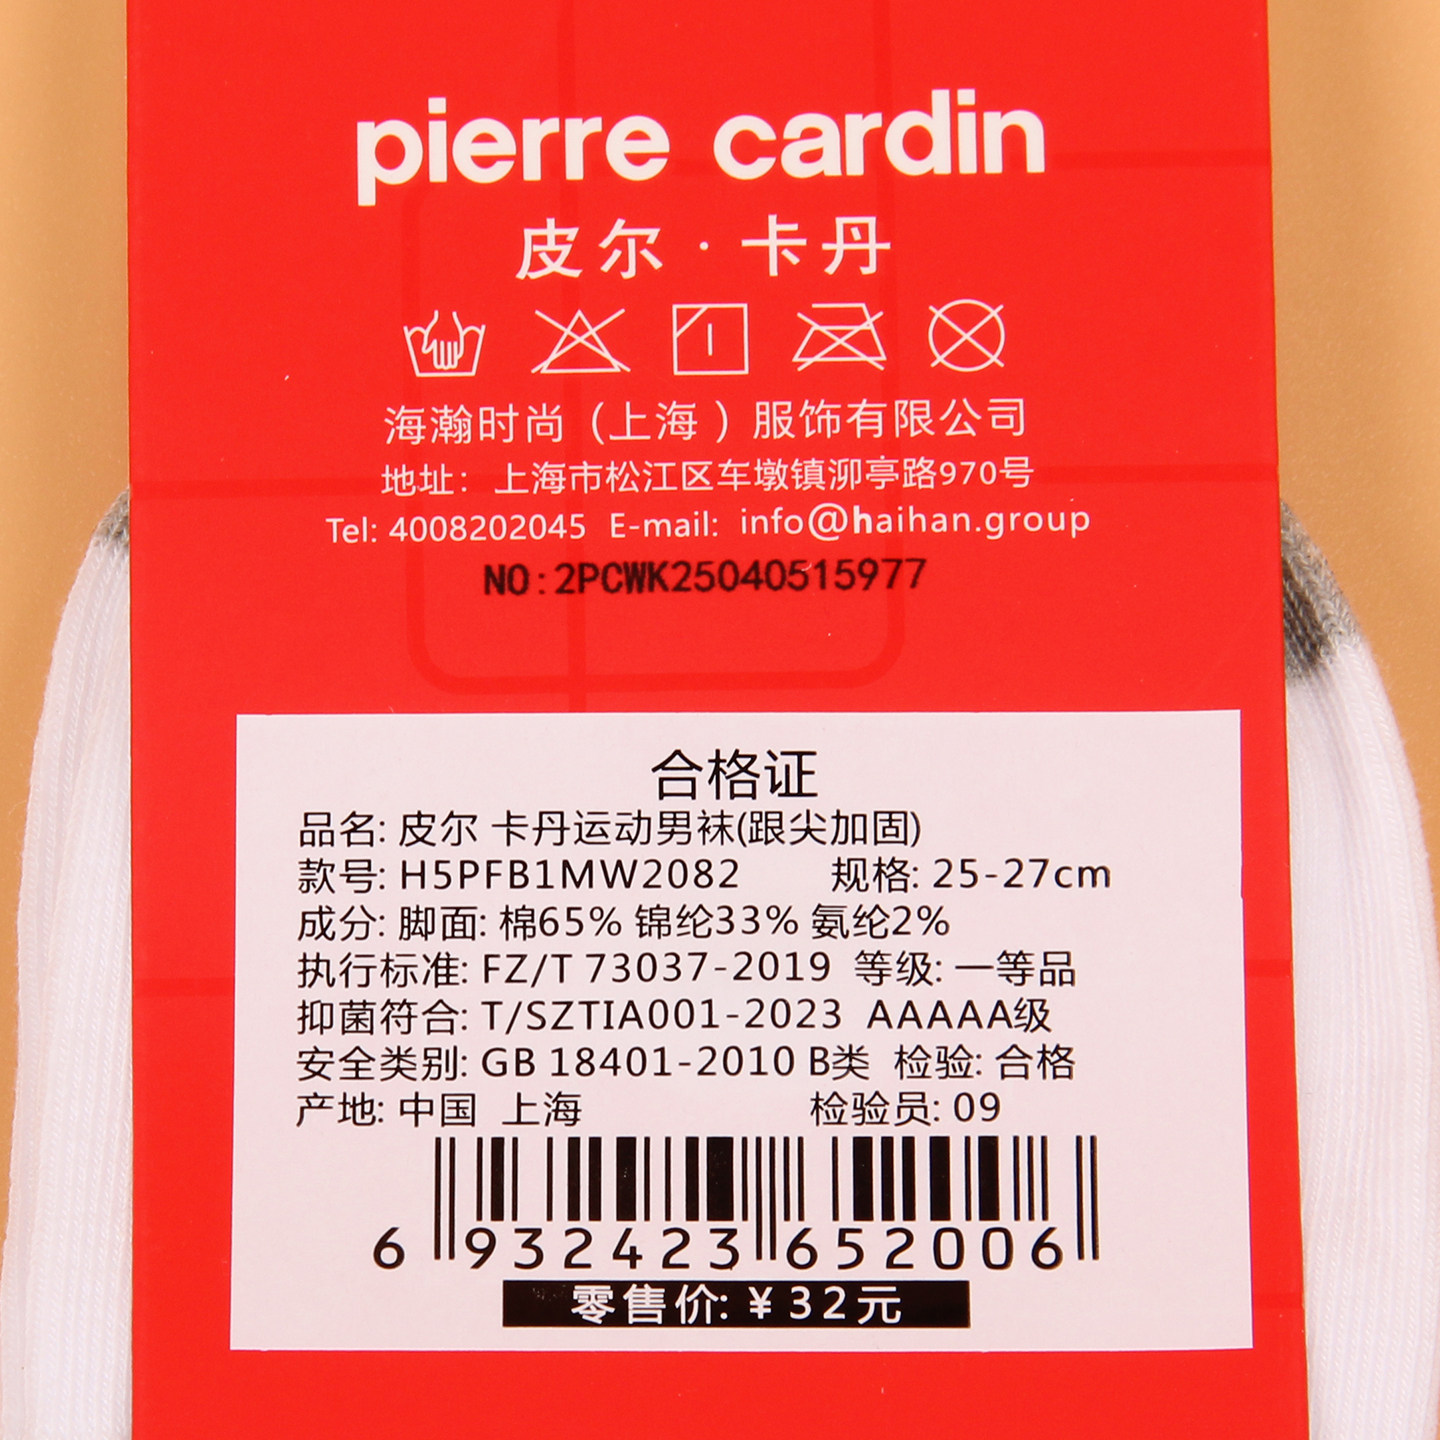 pierre cardin
皮尔·卡丹
海瀚时尚（上海）服饰有限公司
地址：上海市松江区车墩镇泖亭路970号
Tel: 4008202045 E-mail: info@haihan.group
NO:2PCWK25040515977
合格证
品名: 皮尔 卡丹运动男袜(跟尖加固)
款号: H5PFB1MW2082 规格: 25-27cm
成分: 脚面: 棉65% 锦纶33% 氨纶2%
执行标准: FZ/T 73037-2019 等级: 一等品
抑菌符合: T/SZTIA001-2023 AAAAA级
安全类别: GB 18401-2010 B类 检验: 合格
产地: 中国 上海 检验员: 09
6 932423 652006
零售价: ¥32元